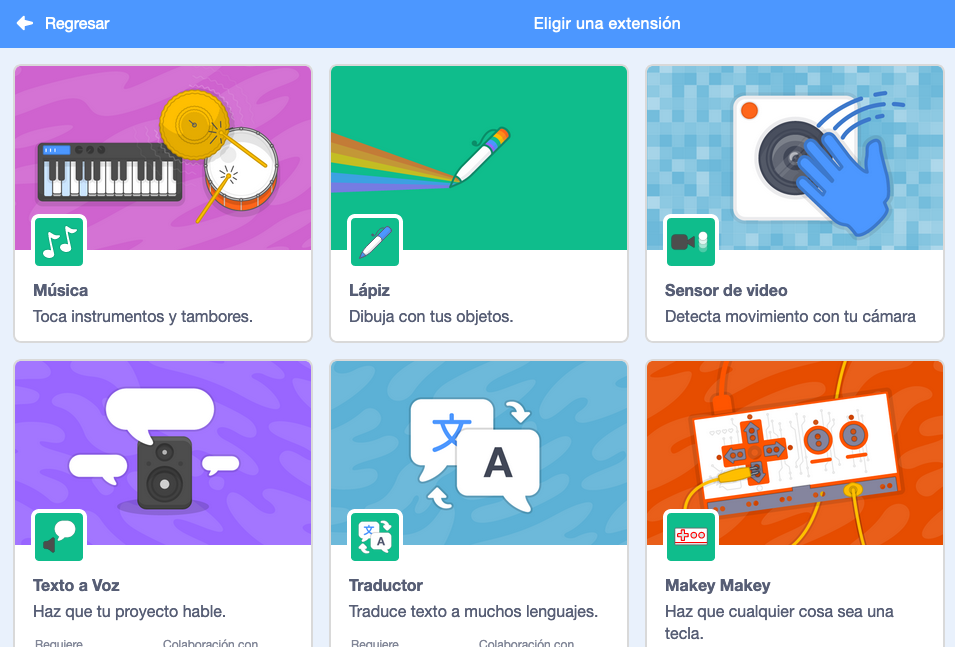 Regresar
Eligir una extensión
Música
Toca instrumentos y tambores.
Lápiz
Dibuja con tus objetos.
Sensor de video
Detecta movimiento con tu cámara
文
A
文
A
Texto a Voz
Haz que tu proyecto hable.
Requiere
Colaboración con
Traductor
Traduce texto a muchos lenguajes.
Requiere
Colaboración con
Makey Makey
Haz que cualquier cosa sea una
tecla.